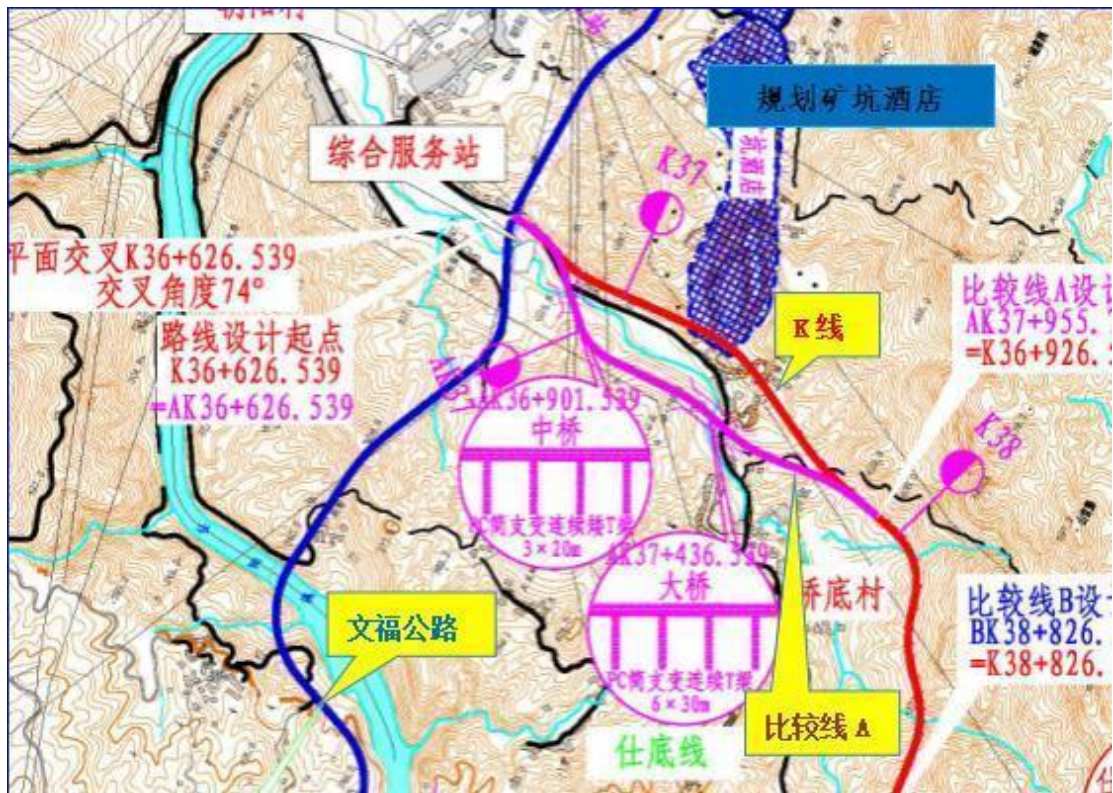 规划矿坑酒店
坑酒店
综合服务站
K37
平面交叉K36+626.539
交叉角度74°
路线设计起点
K36+626.539
=AK36+626.539
K线
比较线A设
AK37+955.
=K36+926.
K38
AK36+901.539
中桥
PC简支变连续矮T梁
3×20m
AK37+436.539
大桥
PC简支变连续T梁
6×30m
桥底村
比较线B设
BK38+826.
=K38+826.
文福公路
比较线A
仕底线